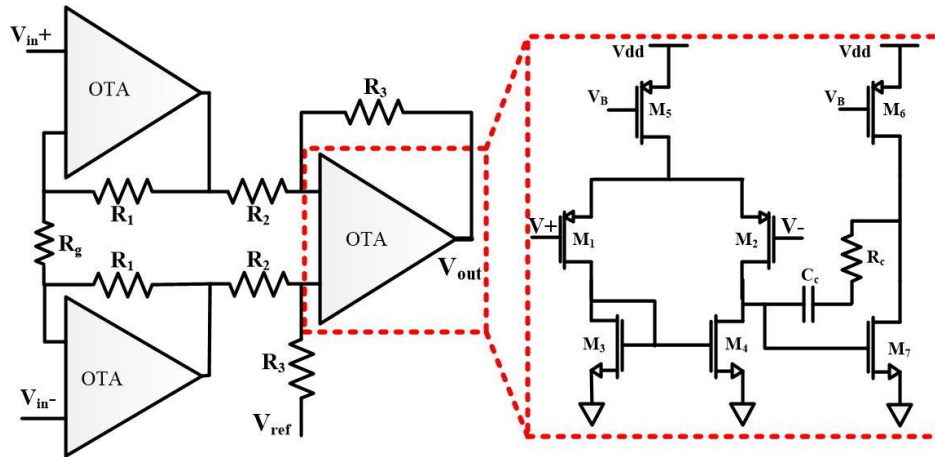 Vin+
OTA
R1
R2
R3
Rg
OTA
Vout
R1
R2
OTA
R3
Vin-
Vref
Vdd
Vdd
VB
M5
VB
M6
V+
M1
M2
V-
Rc
Cc
M3
M4
M7